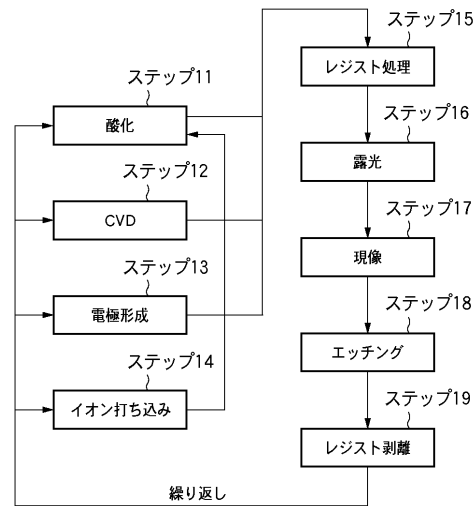 ステップ11
酸化
ステップ12
CVD
ステップ13
電極形成
ステップ14
イオン打ち込み
ステップ15
レジスト処理
ステップ16
露光
ステップ17
現像
ステップ18
エッチング
ステップ19
レジスト剥離
繰り返し